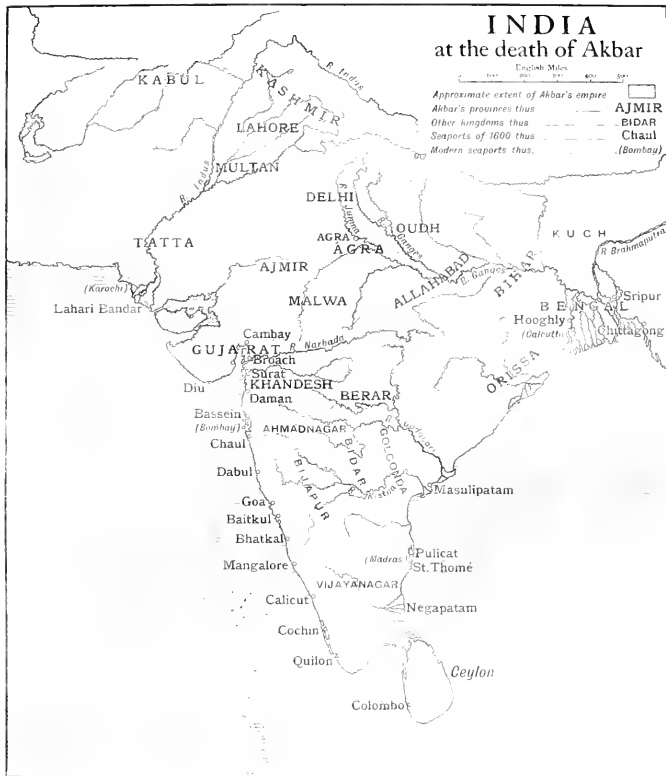 INDIA
at the death of Akbar
English Miles
Approximate extent of Akbar's empire
Akbar's provinces thus AJMIR
Other kingdoms thus BIDAR
Seaports of 1600 thus Chaul
Modern seaports thus (Bombay)
KABUL
KASHMIR
R. Indus
LAHORE
MULTAN
R. Indus
DELHI
R. Jumna
R. Ganges
OUDH
KUCH
R Brahmaputra
TATTA
AGRA
AGRA
AJMIR
ALLAHABAD
R. Ganges
BIHAR
(Karachi)
Lahari Bandar
MALWA
BENGAL
Sripur
Hooghly
(Calcutta)
Chittagong
Cambay
GUJARAT
R. Narbada
Broach
Surat
ORISSA
Diu
KHANDESH
Daman
BERAR
Bassein
(Bombay)
AHMADNAGAR
Chaul
BIDAR
GOLCONDA
BIJAPUR
Dabul
Kistna
Masulipatam
Goa
Baitkul
Bhatkal
(Madras)
Pulicat
St. Thomé
Mangalore
VIJAYANAGAR
Calicut
Negapatam
Cochin
Quilon
Ceylon
Colombo